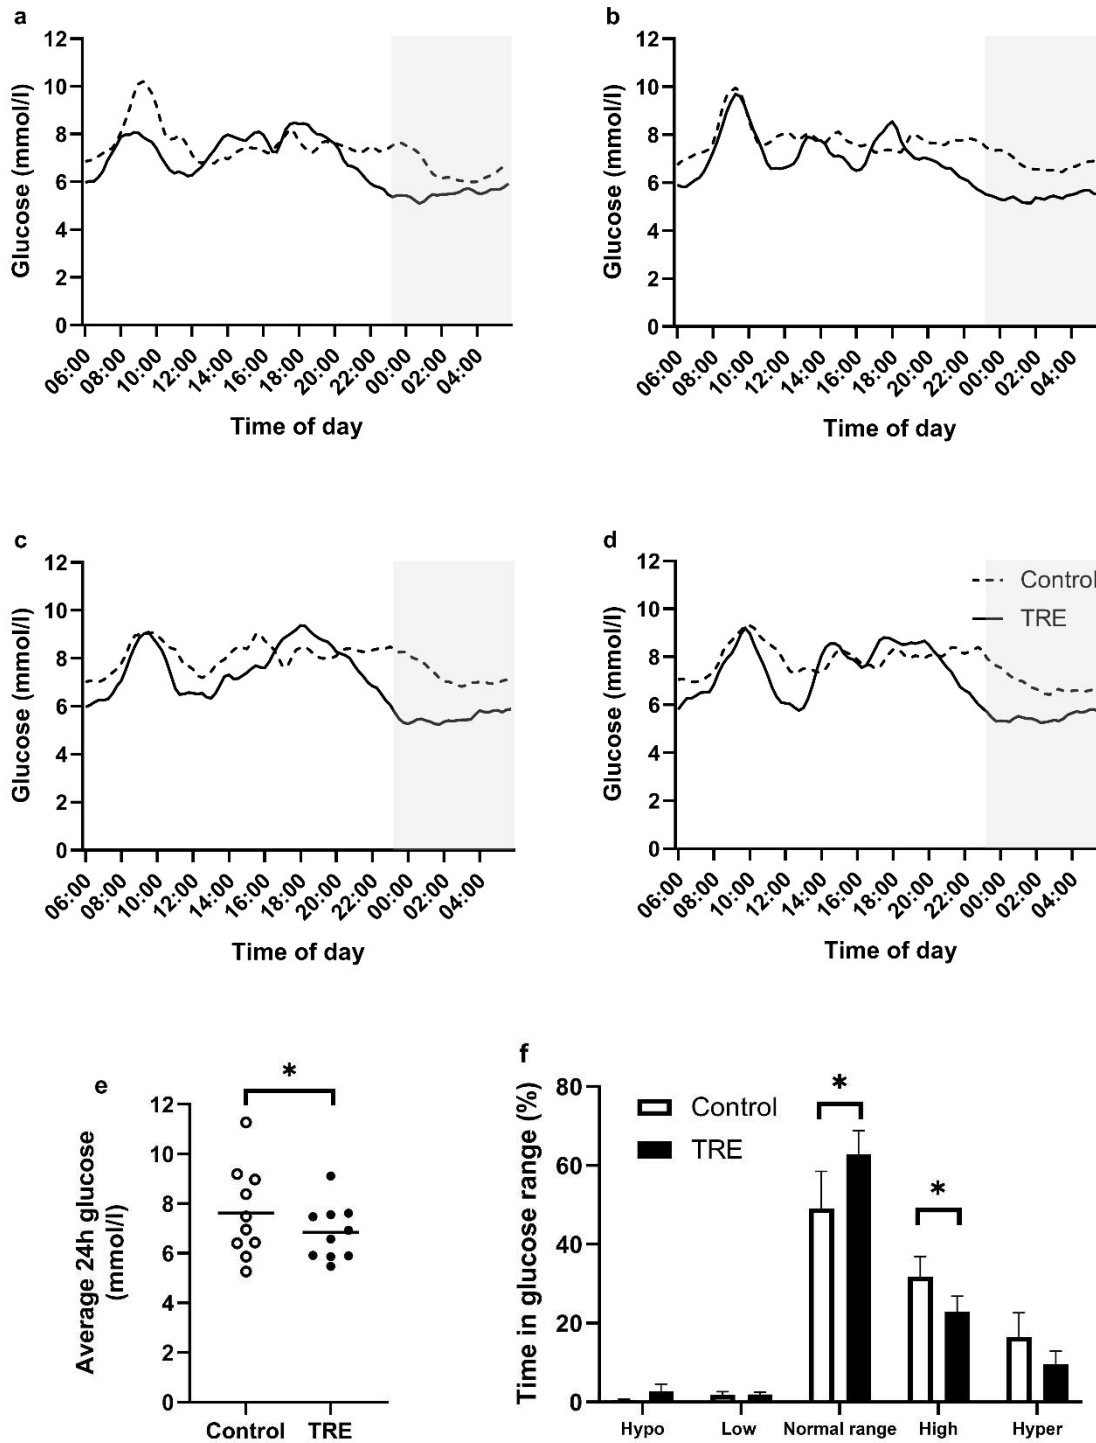 a
12
10
8
6
4
2
0
Glucose (mmol/l)
06:00 08:00 10:00 12:00 14:00 16:00 18:00 20:00 22:00 00:00 02:00 04:00
Time of day
b
12
10
8
6
4
2
0
Glucose (mmol/l)
06:00 08:00 10:00 12:00 14:00 16:00 18:00 20:00 22:00 00:00 02:00 04:00
Time of day
c
12
10
8
6
4
2
0
Glucose (mmol/l)
06:00 08:00 10:00 12:00 14:00 16:00 18:00 20:00 22:00 00:00 02:00 04:00
Time of day
d
12
10
8
6
4
2
0
Glucose (mmol/l)
Control
TRE
06:00 08:00 10:00 12:00 14:00 16:00 18:00 20:00 22:00 00:00 02:00 04:00
Time of day
e
*
12
10
8
6
4
2
0
Average 24h glucose
(mmol/l)
Control TRE
f
80
60
40
20
0
Time in glucose range (%)
Control
TRE
*
*
Hypo Low Normal range High Hyper